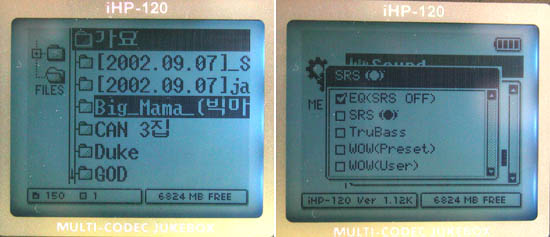 iHP-120
가요
[2002.09.07]_S
[2002.09.07]ja
Big_Mama_(빅마
CAN 3집
Duke
GOD
FILES
150 1 6824 MB FREE
MULTI-CODEC JUKEBOX
iHP-120
Sound
SRS
EQ(SRS OFF)
SRS
TruBass
WOW(Preset)
WOW(User)
ME
iHP-120 Ver 1.12K 6824 MB FREE
MULTI-CODEC JUKEBOX